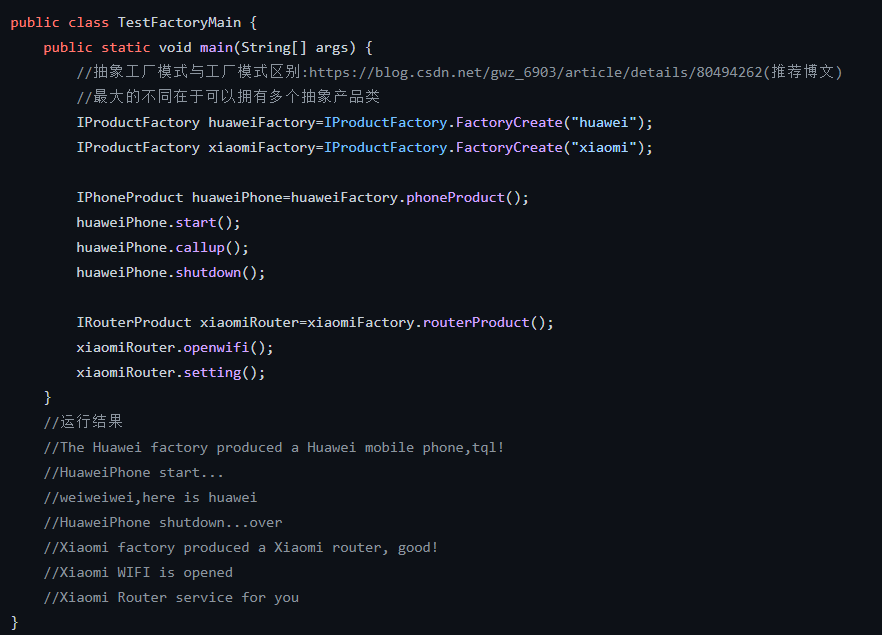 public class TestFactoryMain {
    public static void main(String[] args) {
        //抽象工厂模式与工厂模式区别:https://blog.csdn.net/gwz_6903/article/details/80494262(推荐博文)
        //最大的不同在于可以拥有多个抽象产品类
        IProductFactory huaweiFactory=IProductFactory.FactoryCreate("huawei");
        IProductFactory xiaomiFactory=IProductFactory.FactoryCreate("xiaomi");

        IPhoneProduct huaweiPhone=huaweiFactory.phoneProduct();
        huaweiPhone.start();
        huaweiPhone.callup();
        huaweiPhone.shutdown();

        IRouterProduct xiaomiRouter=xiaomiFactory.routerProduct();
        xiaomiRouter.openwifi();
        xiaomiRouter.setting();
    }
    //运行结果
    //The Huawei factory produced a Huawei mobile phone,tql!
    //HuaweiPhone start...
    //weiweiwei,here is huawei
    //HuaweiPhone shutdown...over
    //Xiaomi factory produced a Xiaomi router, good!
    //Xiaomi WIFI is opened
    //Xiaomi Router service for you
}